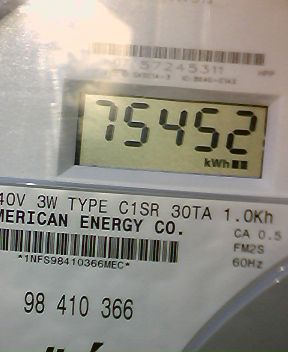 57245311
75452
kWh
40V 3W TYPE C1SR 30TA 1.0Kh
MERICAN ENERGY CO.
CA 0.5
FM2S
*1NFS98410366MEC*
60Hz
98 410 366